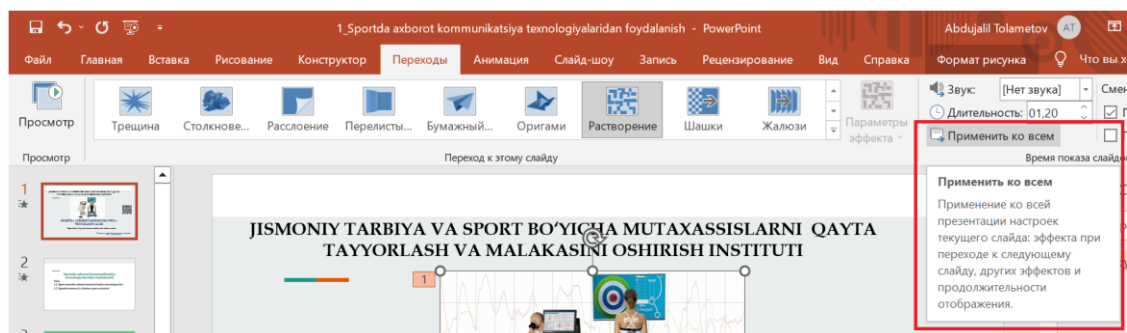 1_Sportda axborot kommunikatsiya texnologiyalaridan foydalanish - PowerPoint
Abdujalil Tolametov AT
Файл Главная Вставка Рисование Конструктор Переходы Анимация Слайд-шоу Запись Рецензирование Вид Справка Формат рисунка Что вы
Просмотр
Трещина Столкнове... Расслоение Перелисты... Бумажный... Оригами Растворение Шашки Жалюзи
Параметры
эффекта
Звук: [Нет звука]
Длительность: 01,20
Применить ко всем
Просмотр
Переход к этому слайду
Время показа
Применить ко всем
Применение ко всей
презентации настроек
текущего слайда: эффекта при
переходе к следующему
слайду, других эффектов и
продолжительности
отображения.
1
2
JISMONIY TARBIYA VA SPORT BO‘YICHA MUTAXASSISLARNI QAYTA
TAYYORLASH VA MALAKASINI OSHIRISH INSTITUTI
1